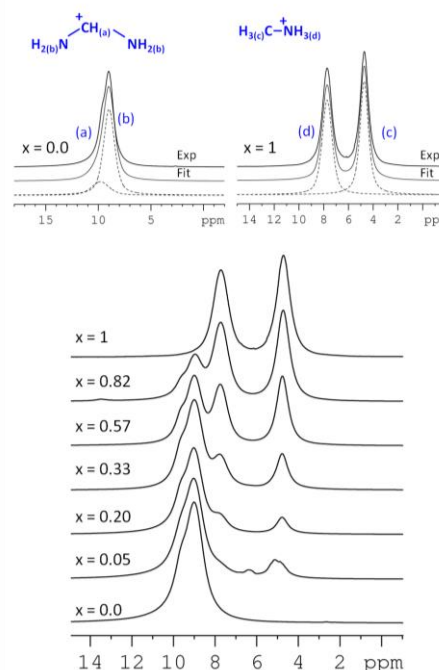 +
CH(a)
H2(b)N NH2(b)
+
H3(c)C−NH3(d)
(a) (b)
x = 0.0
Exp
Fit
15 10 5 ppm
(d) (c)
x = 1
Exp
Fit
14 12 10 8 6 4 2 ppm
x = 1
x = 0.82
x = 0.57
x = 0.33
x = 0.20
x = 0.05
x = 0.0
14 12 10 8 6 4 2 ppm